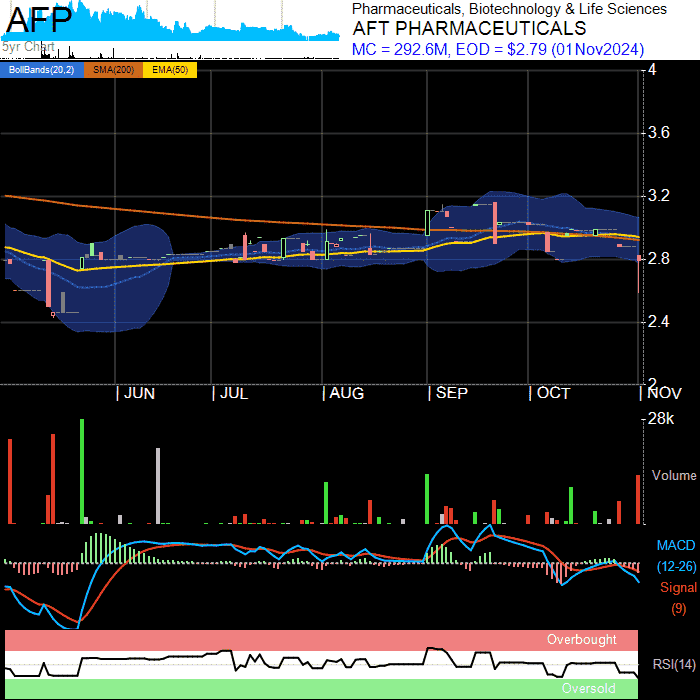 AFP
5yr Chart
Pharmaceuticals, Biotechnology & Life Sciences
AFT PHARMACEUTICALS
MC = 292.6M, EOD = $2.79 (01Nov2024)
BollBands(20,2) SMA(200) EMA(50)
4
3.6
3.2
2.8
2.4
2
JUN JUL AUG SEP OCT NOV
28k
Volume
MACD
(12-26)
Signal
(9)
Overbought
RSI(14)
Oversold